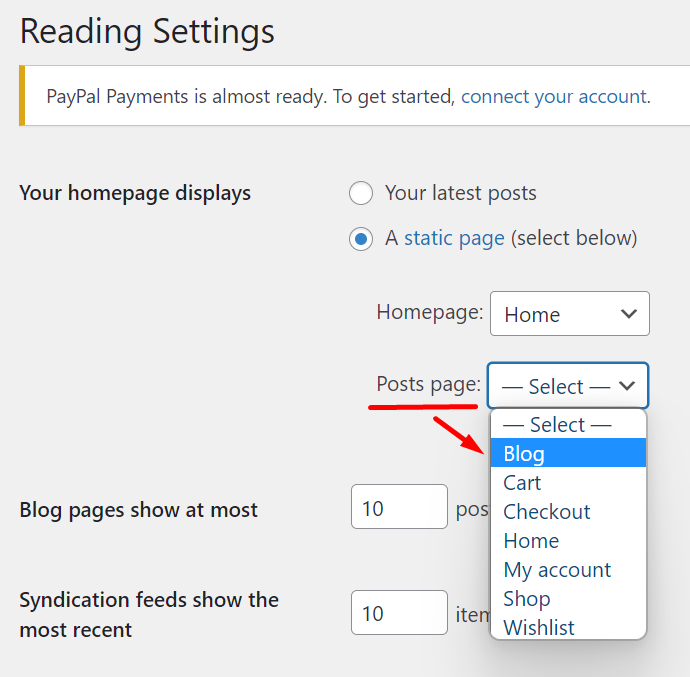 Reading Settings
PayPal Payments is almost ready. To get started, connect your account.
Your homepage displays
Your latest posts
A static page (select below)
Homepage: Home
Posts page: — Select —
— Select —
Blog
Cart
Checkout
Home
My account
Shop
Wishlist
Blog pages show at most 10 pos
Syndication feeds show the
most recent
10 item